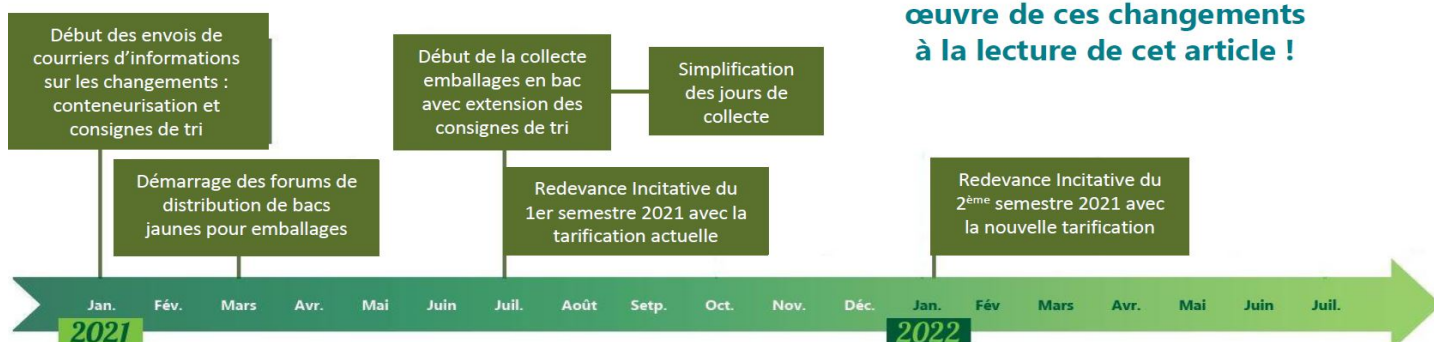 œuvre de ces changements
à la lecture de cet article !
Début des envois de
courriers d'informations
sur les changements :
conteneurisation et
consignes de tri
Début de la collecte
emballages en bac
avec extension des
consignes de tri
Simplification
des jours de
collecte
Démarrage des forums de
distribution de bacs
jaunes pour emballages
Redevance Incitative du
1er semestre 2021 avec la
tarification actuelle
Redevance Incitative du
2ème semestre 2021 avec
la nouvelle tarification
Jan. Fév. Mars Avr. Mai Juin Juil. Août Setp. Oct. Nov. Déc. Jan. Fév Mars Avr. Mai Juin Juil.
2021 2022